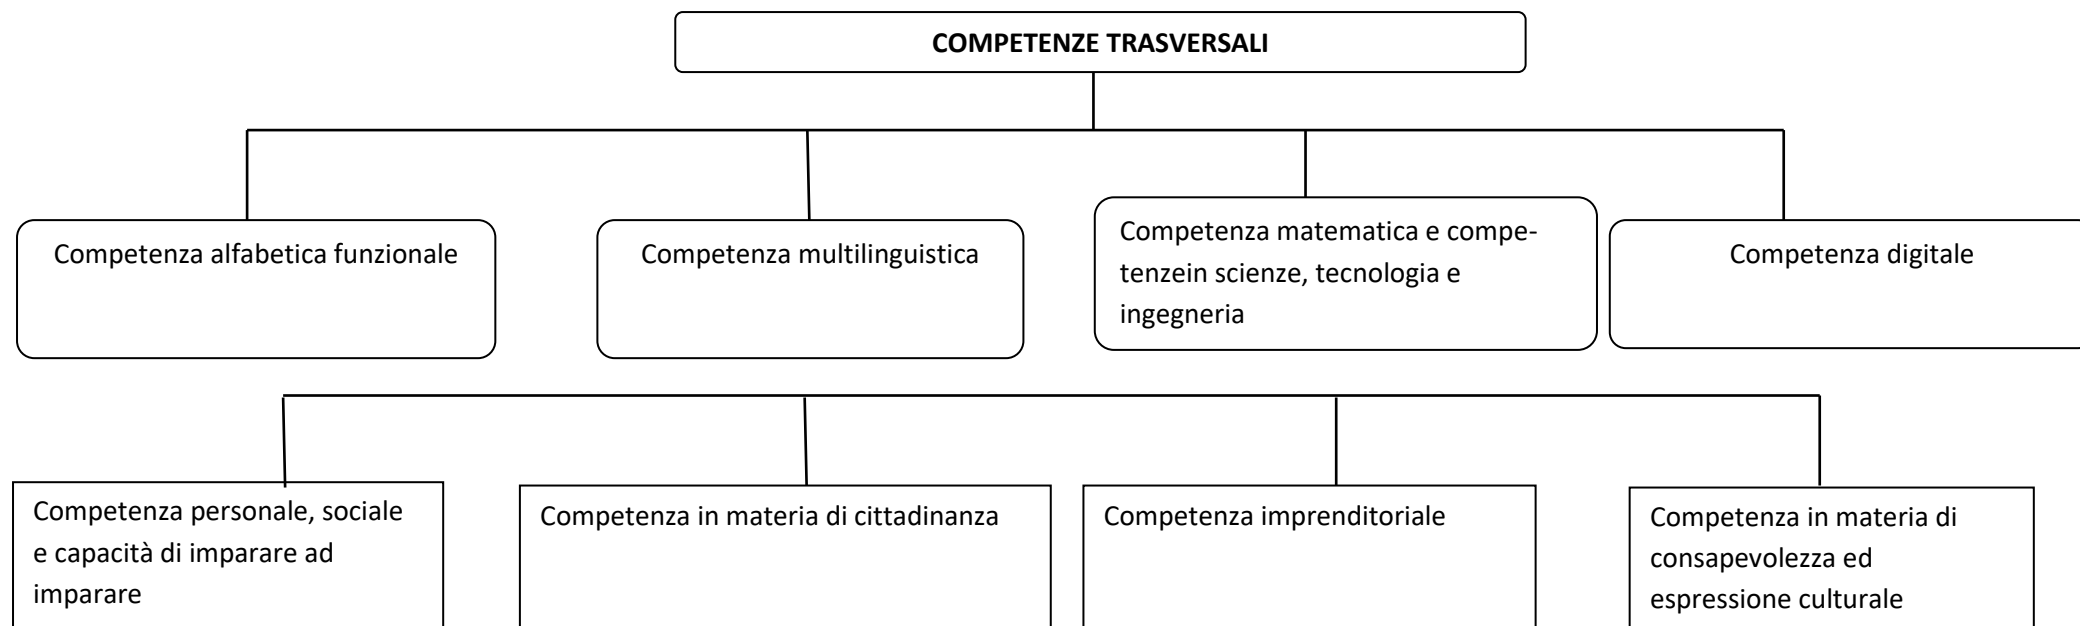 COMPETENZE TRASVERSALI
Competenza alfabetica funzionale
Competenza multilinguistica
Competenza matematica e compe-
tenzein scienze, tecnologia e
ingegneria
Competenza digitale
Competenza personale, sociale
e capacità di imparare ad
imparare
Competenza in materia di cittadinanza
Competenza imprenditoriale
Competenza in materia di
consapevolezza ed
espressione culturale